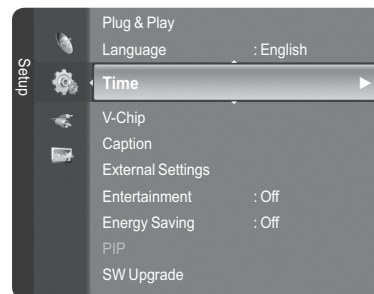 Setup
Plug & Play
Language : English
Time
V-Chip
Caption
External Settings
Entertainment : Off
Energy Saving : Off
PIP
SW Upgrade